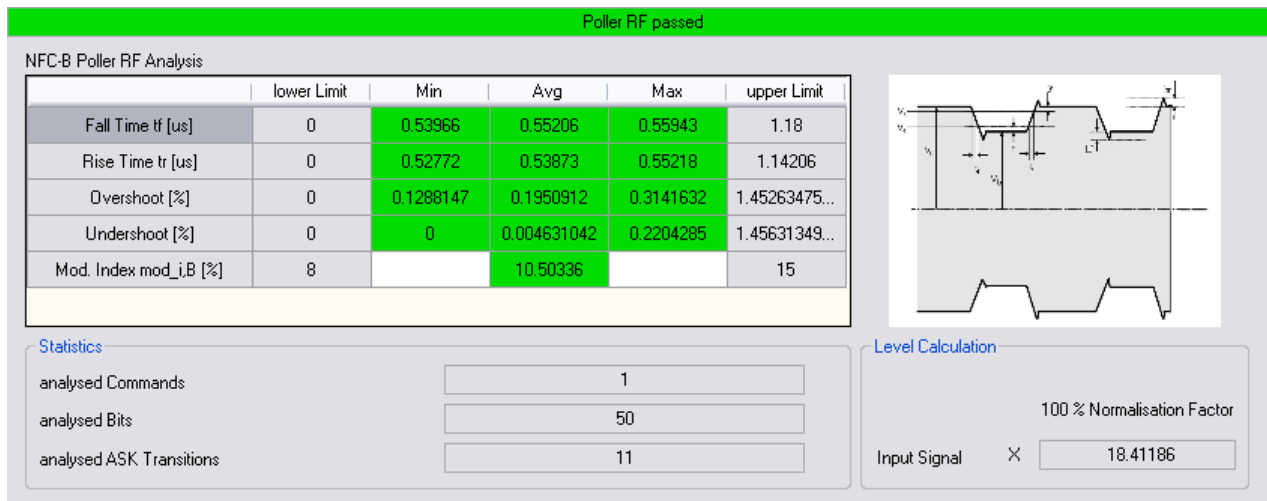 Poller RF passed
NFC-B Poller RF Analysis
lower Limit Min Avg Max upper Limit
Fall Time tf [us] 0 0.53966 0.55206 0.55943 1.18
Rise Time tr [us] 0 0.52772 0.53873 0.55218 1.14206
Overshoot [%] 0 0.1288147 0.1950912 0.3141632 1.45263475...
Undershoot [%] 0 0 0.004631042 0.2204285 1.45631349...
Mod. Index mod_i,B [%] 8 10.50336 15
Statistics
analysed Commands 1
analysed Bits 50
analysed ASK Transitions 11
Level Calculation
100 % Normalisation Factor
Input Signal X 18.41186